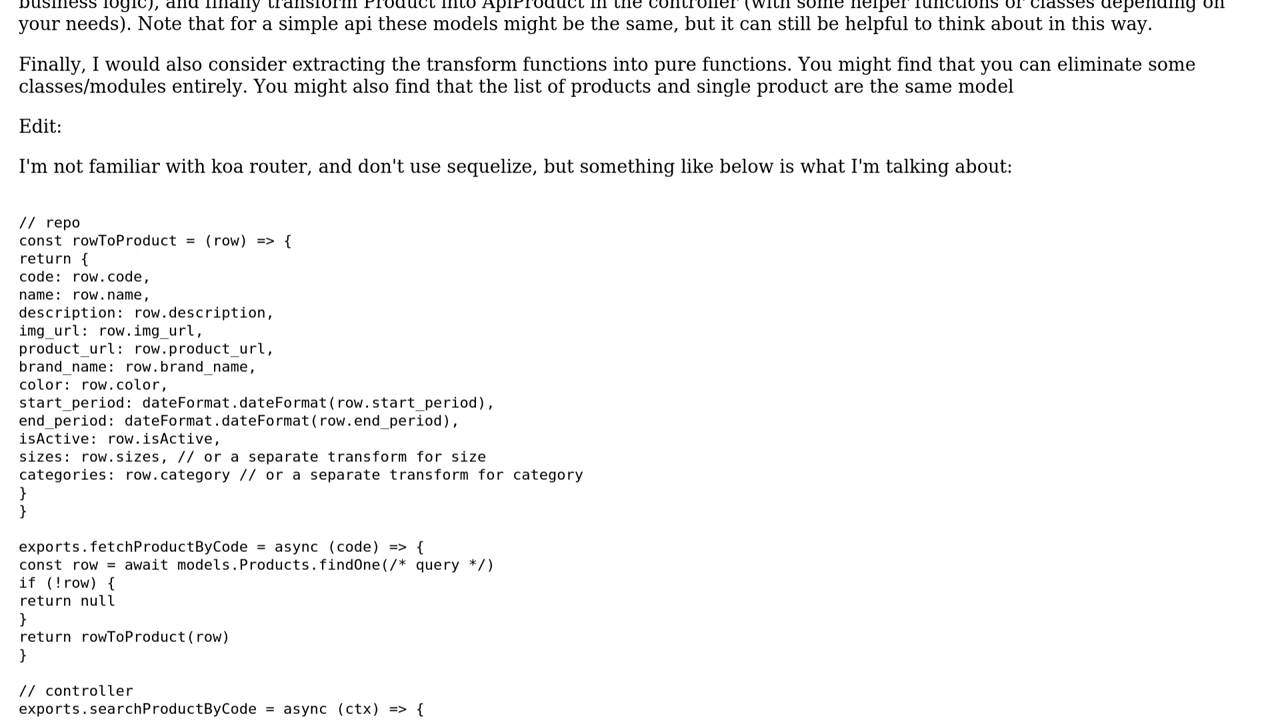 business logic), and finally transform Product into ApiProduct in the controller (with some helper functions or classes depending on
your needs). Note that for a simple api these models might be the same, but it can still be helpful to think about in this way.
Finally, I would also consider extracting the transform functions into pure functions. You might find that you can eliminate some
classes/modules entirely. You might also find that the list of products and single product are the same model
Edit:
I'm not familiar with koa router, and don't use sequelize, but something like below is what I'm talking about:
// repo
const rowToProduct = (row) => {
return {
code: row.code,
name: row.name,
description: row.description,
img_url: row.img_url,
product_url: row.product_url,
brand_name: row.brand_name,
color: row.color,
start_period: dateFormat.dateFormat(row.start_period),
end_period: dateFormat.dateFormat(row.end_period),
isActive: row.isActive,
sizes: row.sizes, // or a separate transform for size
categories: row.category // or a separate transform for category
}
}
exports.fetchProductByCode = async (code) => {
const row = await models.Products.findOne(/* query */)
if (!row) {
return null
}
return rowToProduct(row)
}
// controller
exports.searchProductByCode = async (ctx) => {